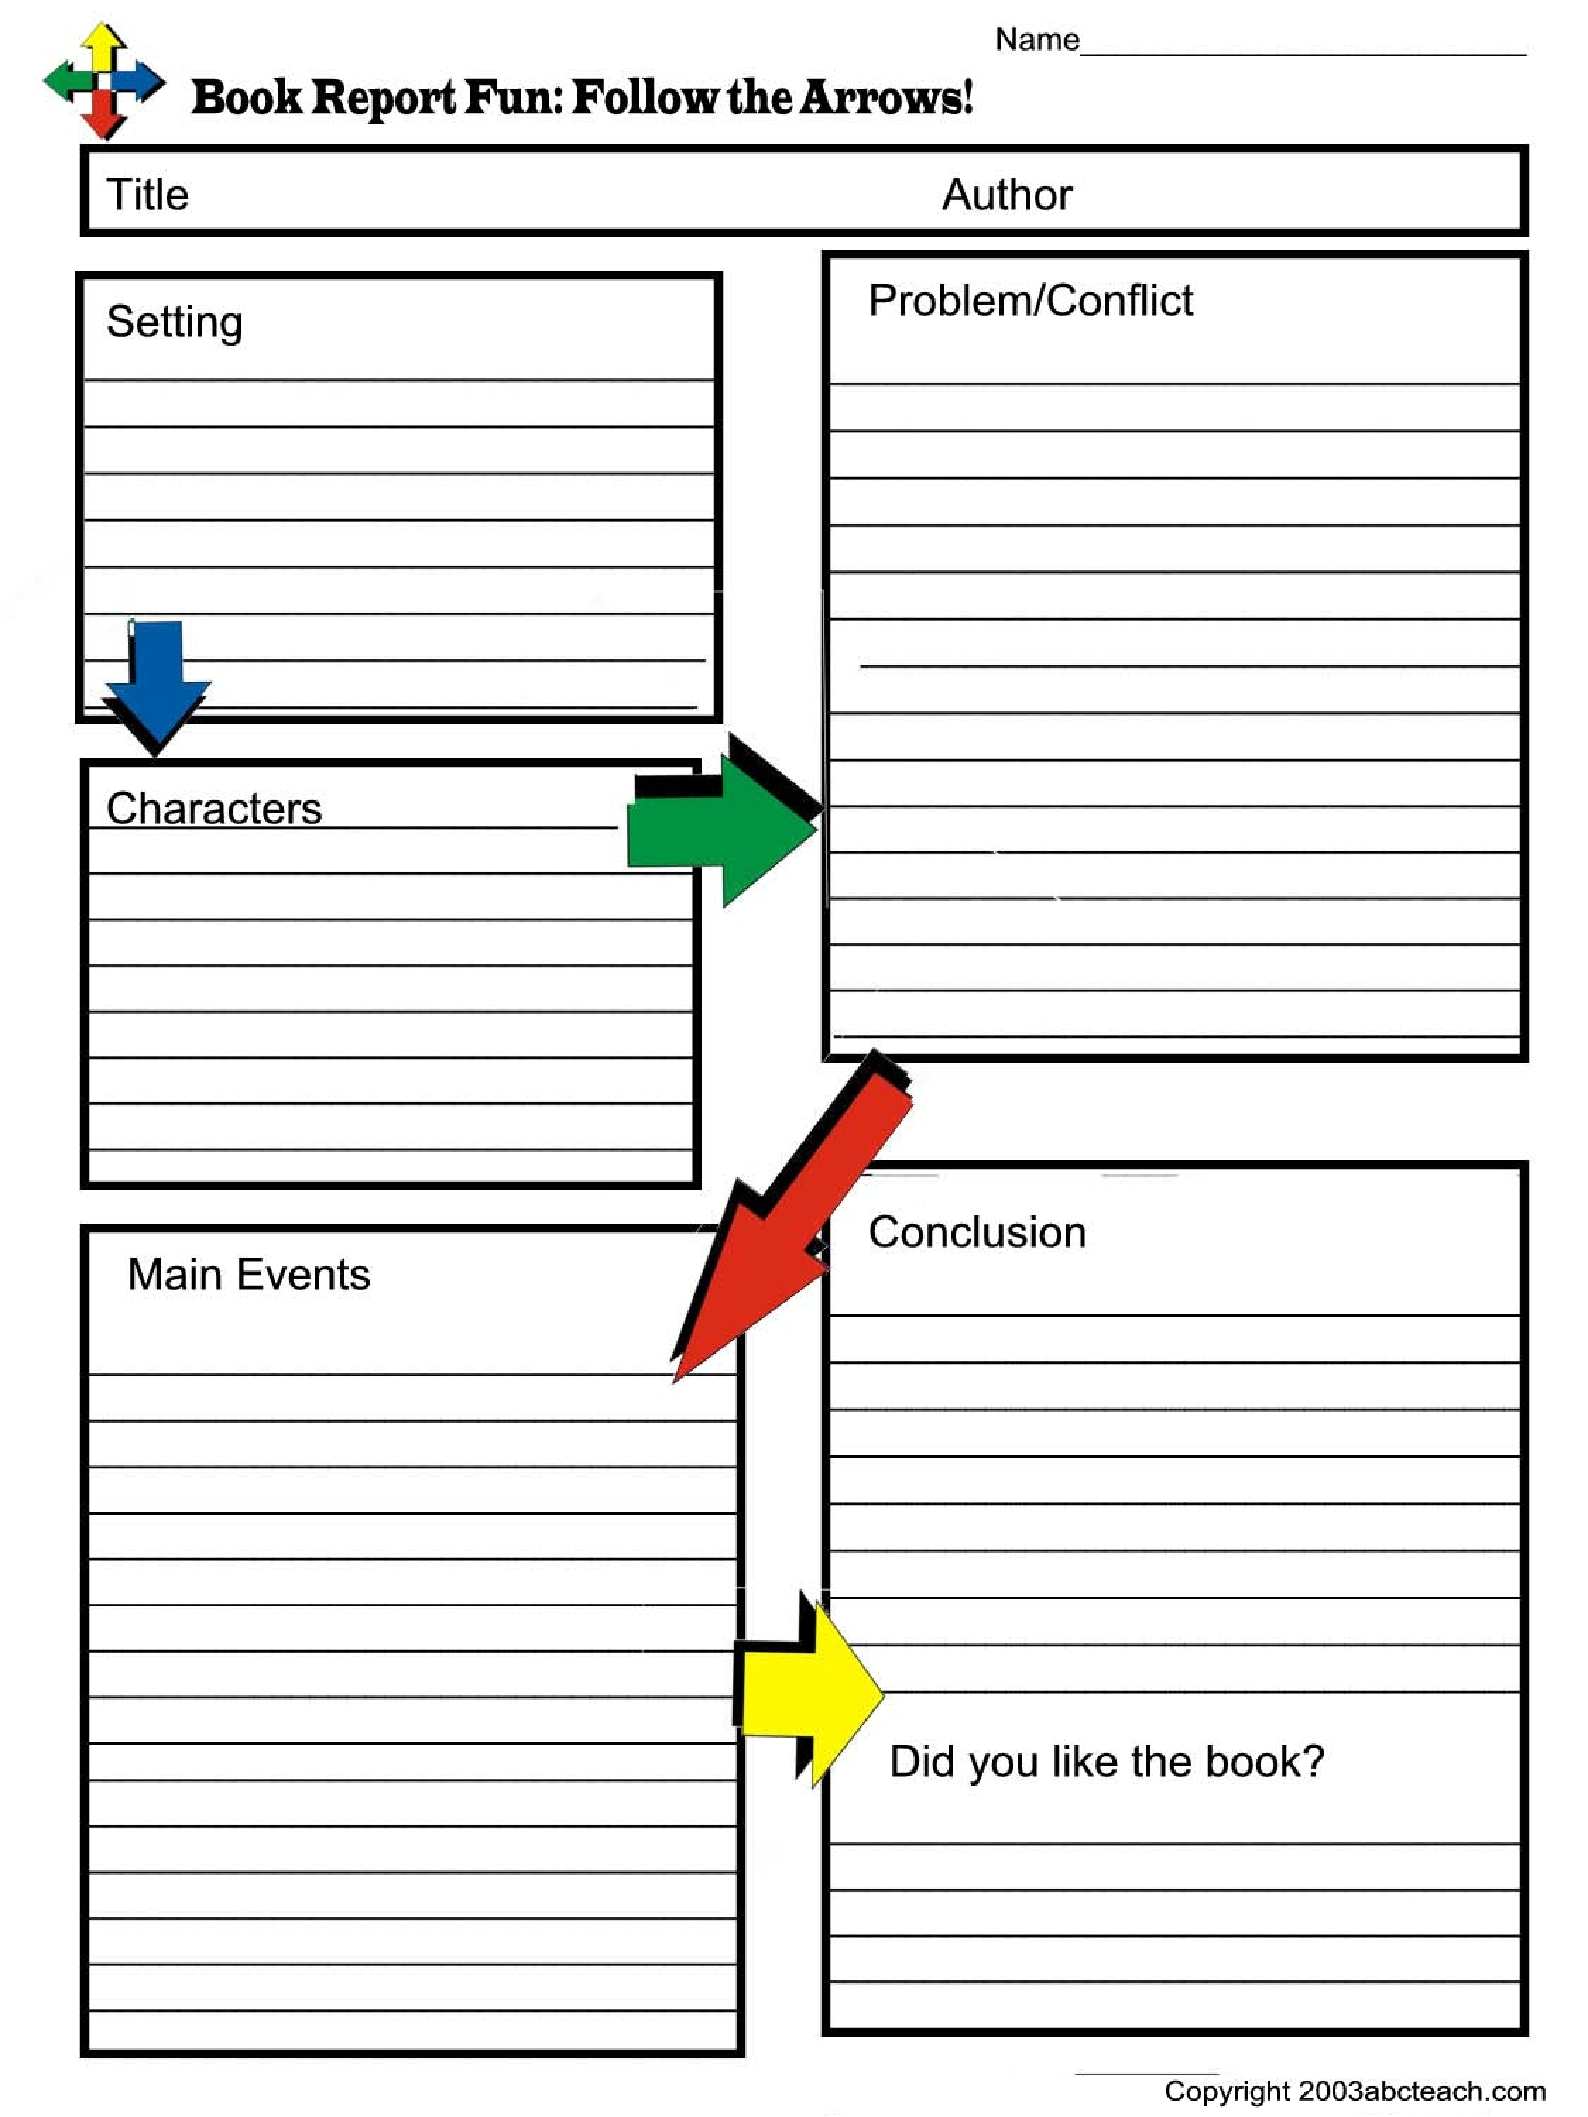 Name
Book Report Fun: Follow the Arrows!
Title Author
Setting
Characters
Problem/Conflict
Main Events
Conclusion
Did you like the book?
Copyright 2003abcteach.com